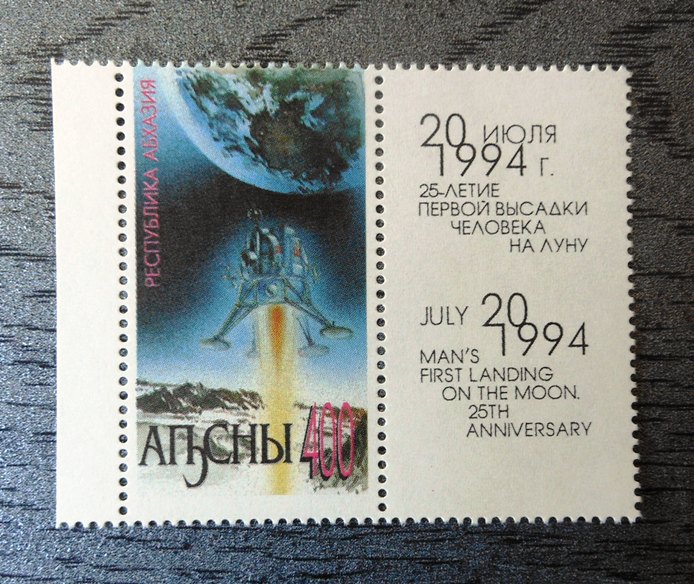 РЕСПУБЛИКА АБХАЗИЯ
АҦСНЫ 400
20 ИЮЛЯ
1994 г.
25-ЛЕТИЕ
ПЕРВОЙ ВЫСАДКИ
ЧЕЛОВЕКА
НА ЛУНУ
JULY 20
1994
MAN'S
FIRST LANDING
ON THE MOON.
25TH
ANNIVERSARY